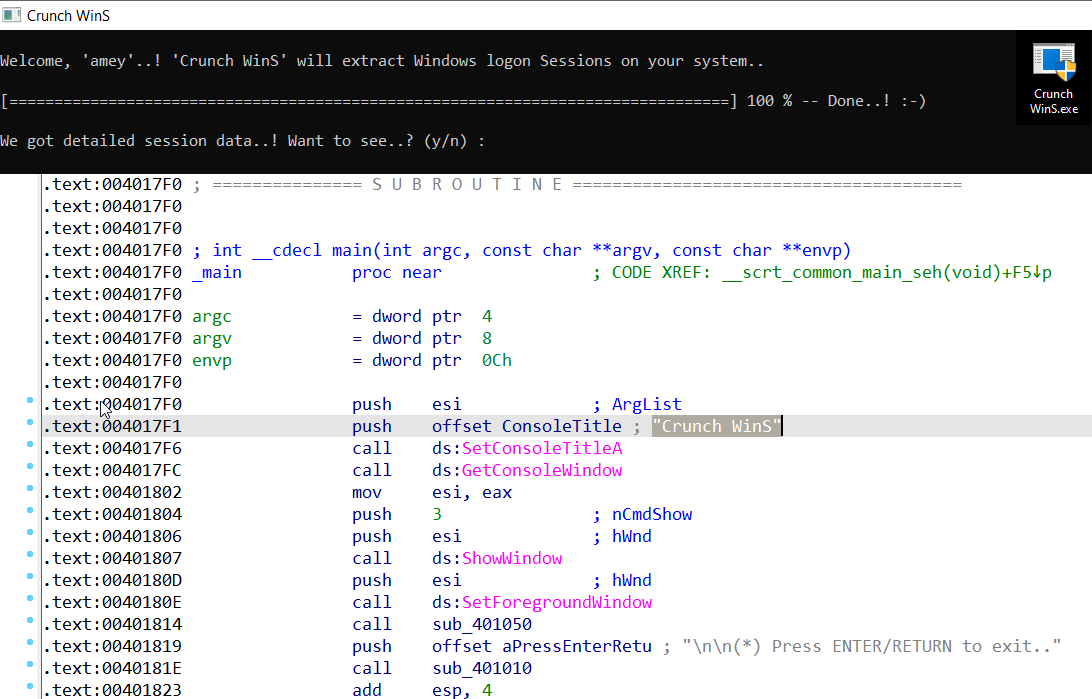 Crunch WinS
Welcome, 'amey'..! 'Crunch WinS' will extract Windows logon Sessions on your system..
[========================================================================] 100 % -- Done..! :-)
We got detailed session data..! Want to see..? (y/n) :
Crunch
WinS.exe
.text:004017F0 ; =============== S U B R O U T I N E =======================================
.text:004017F0
.text:004017F0
.text:004017F0 ; int __cdecl main(int argc, const char **argv, const char **envp)
.text:004017F0 _main proc near ; CODE XREF: __scrt_common_main_seh(void)+F5↓p
.text:004017F0
.text:004017F0 argc = dword ptr 4
.text:004017F0 argv = dword ptr 8
.text:004017F0 envp = dword ptr 0Ch
.text:004017F0
.text:004017F0 push esi ; ArgList
.text:004017F1 push offset ConsoleTitle ; "Crunch WinS"
.text:004017F6 call ds:SetConsoleTitleA
.text:004017FC call ds:GetConsoleWindow
.text:00401802 mov esi, eax
.text:00401804 push 3 ; nCmdShow
.text:00401806 push esi ; hWnd
.text:00401807 call ds:ShowWindow
.text:0040180D push esi ; hWnd
.text:0040180E call ds:SetForegroundWindow
.text:00401814 call sub_401050
.text:00401819 push offset aPressEnterRetu ; "\n\n(*) Press ENTER/RETURN to exit.."
.text:0040181E call sub_401010
.text:00401823 add esp, 4